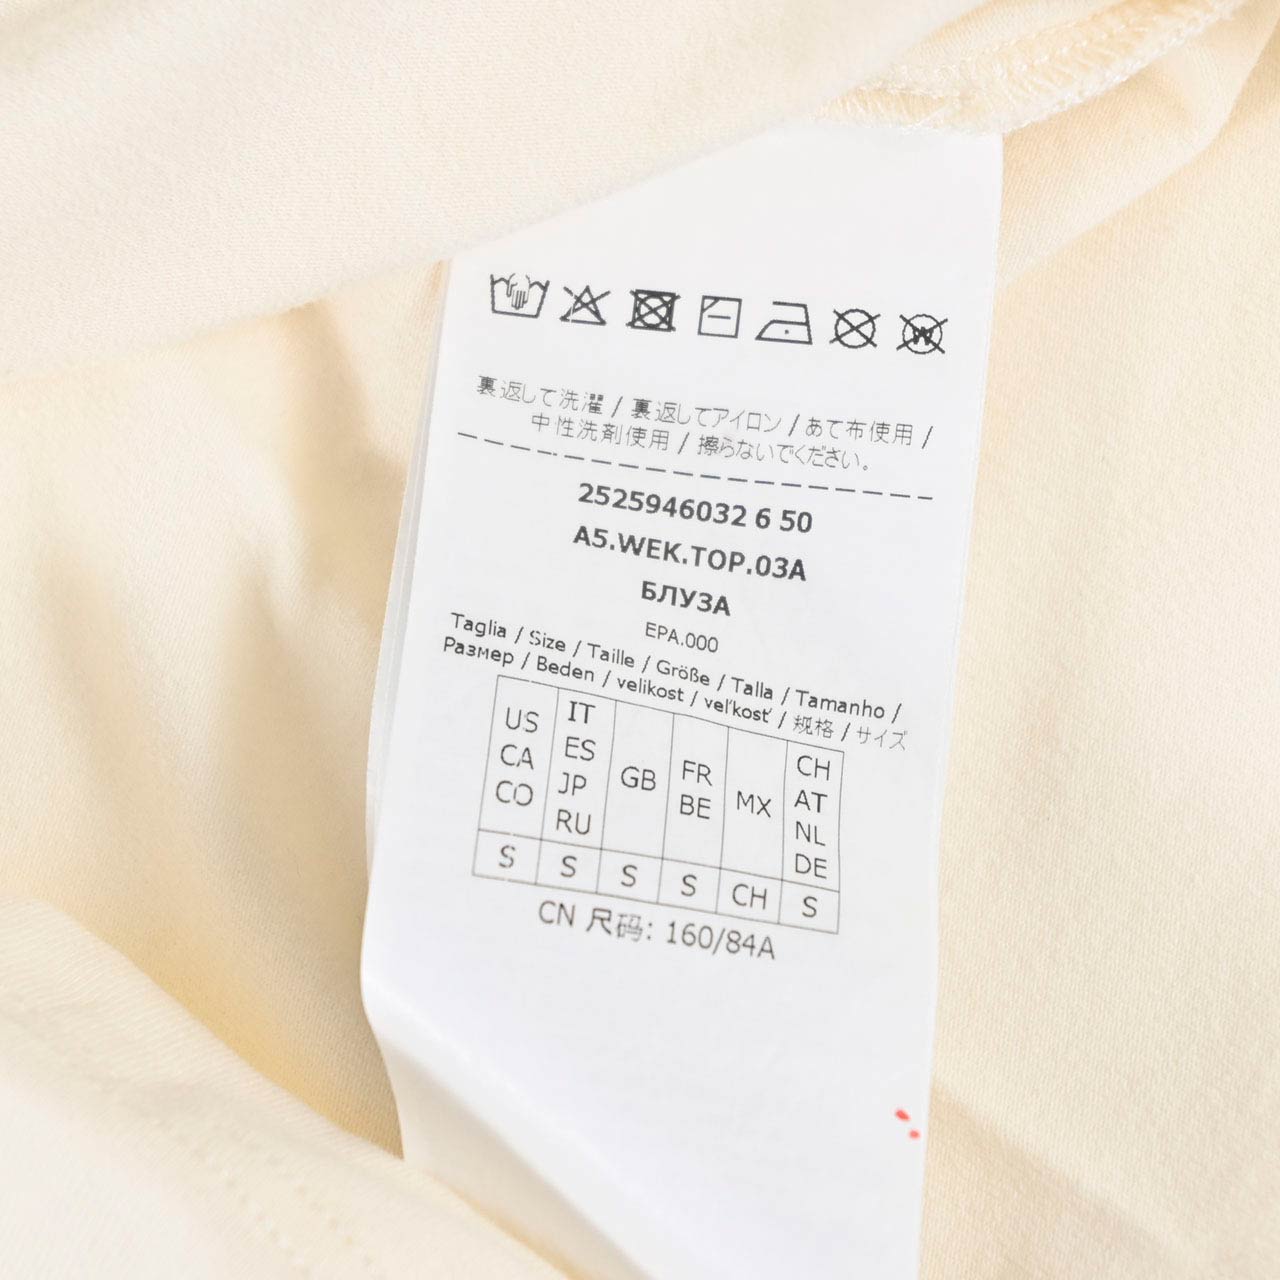 裏返して洗濯 / 裏返してアイロン / あて布使用 /
中性洗剤使用 / 擦らないでください。
2525946032 6 50
A5.WEK.TOP.03A
БЛУЗА
EPA.000
Taglia / Size / Taille / Größe / Talla / Tamanho /
Размер / Beden / velikost / veľkosť / 规格 / サイズ
US CA CO
IT ES JP RU
GB
FR BE
MX
CH AT NL DE
S S S S CH S
CN 尺码: 160/84A